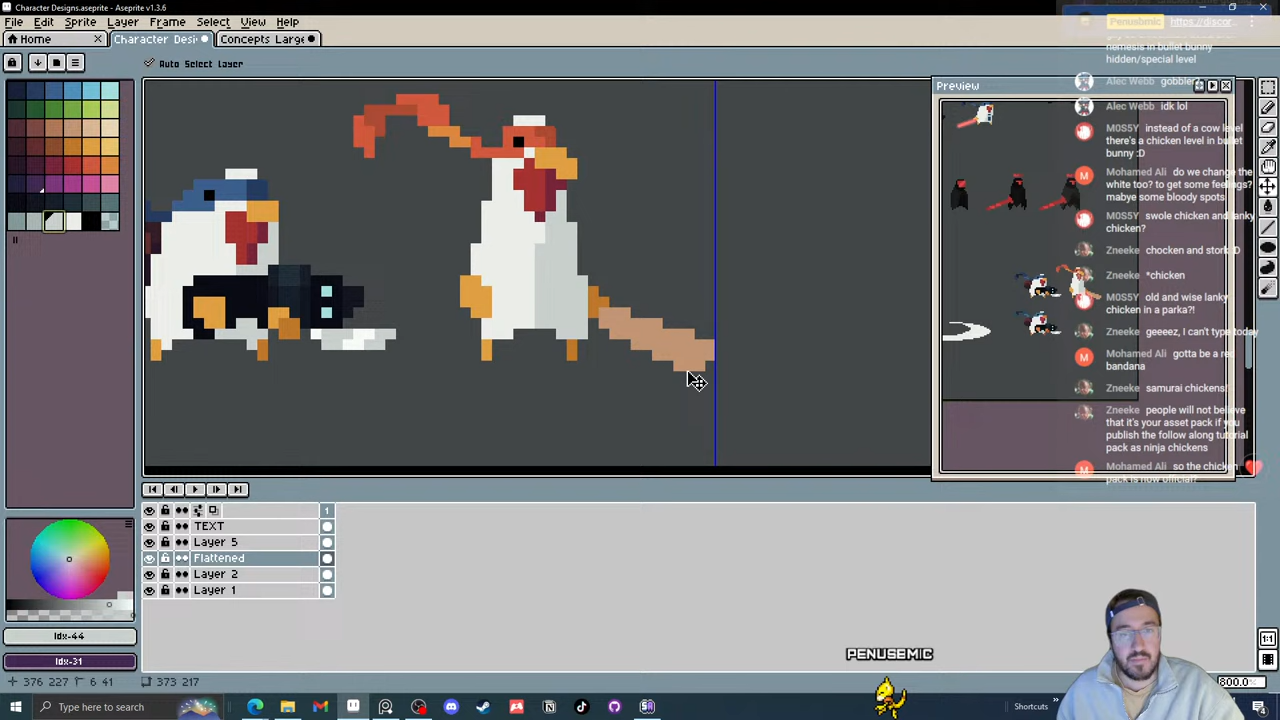 Character Designs.aseprite - Aseprite v1.3.6
File Edit Sprite Layer Frame Select View Help
Home Character Desi Concepts Large
Auto Select Layer
Preview
Penusemic https://discor...
nemesis in bullet bunny
hidden/special level
Alec Webb gobbler
Alec Webb idk lol
M0S5Y instead of a cow level
there's a chicken level in bullet
bunny :D
Mohamed Ali do we change the
white too? to get some feelings?
mabye some bloody spots
M0S5Y swole chicken and lanky
chicken?
Zneeke chocken and stork :D
Zneeke *chicken
M0S5Y old and wise lanky
chicken in a parka?!
Zneeke geeeez, I can't type today
Mohamed Ali gotta be a red
bandana
Zneeke samurai chickens!
Zneeke people will not believe
that it's your asset pack if you
publish the follow along tutorial
pack as ninja chickens
Mohamed Ali so the chicken
pack is now official?
1
TEXT
Layer 5
Flattened
Layer 2
Layer 1
Idx-44
Idx-31
376 227 6 41 373 217
PENUSEMIC
1:1
800.0
Type here to search
Shortcuts